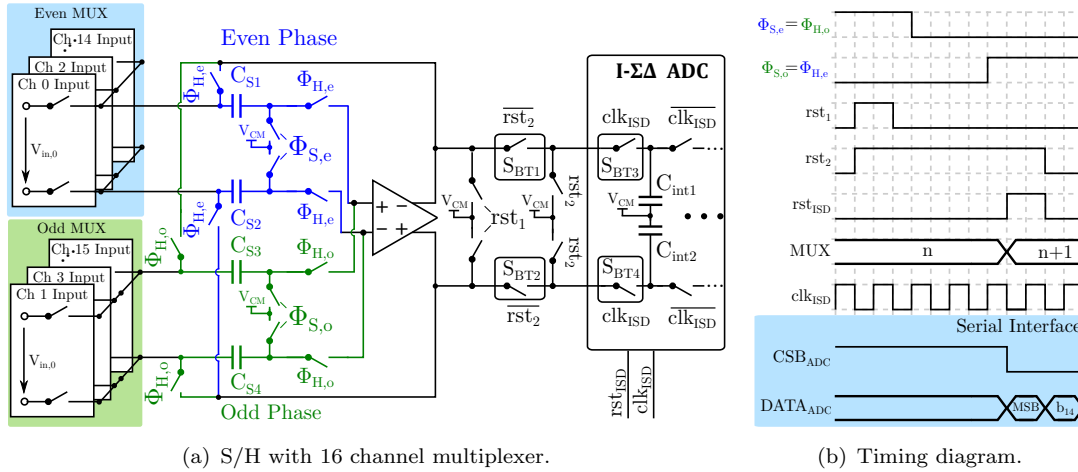 Even MUX
Ch 14 Input
Ch 2 Input
Ch 0 Input
V_in,0
Odd MUX
Ch 15 Input
Ch 3 Input
Ch 1 Input
V_in,0
Even Phase
Φ_H,e
C_S1
Φ_H,e
V_CM
Φ_S,e
C_S2
Φ_H,e
Φ_H,e
Φ_H,o
C_S3
Φ_H,o
V_CM
Φ_S,o
C_S4
Φ_H,o
Φ_H,o
Odd Phase
+ −
+ −
V_CM
rst_1
r̅s̅t̅_2
S_BT1
V_CM
rst_2
rst_2
S_BT2
r̅s̅t̅_2
I-ΣΔ ADC
clk_ISD
c̅l̅k̅_ISD
S_BT3
C_int1
V_CM
C_int2
S_BT4
clk_ISD
c̅l̅k̅_ISD
rst_ISD
clk_ISD
(a) S/H with 16 channel multiplexer.
Φ_S,e=Φ_H,o
Φ_S,o=Φ_H,e
rst_1
rst_2
rst_ISD
MUX n n+1
clk_ISD
Serial Interface
CSB_ADC
DATA_ADC MSB b_14
(b) Timing diagram.